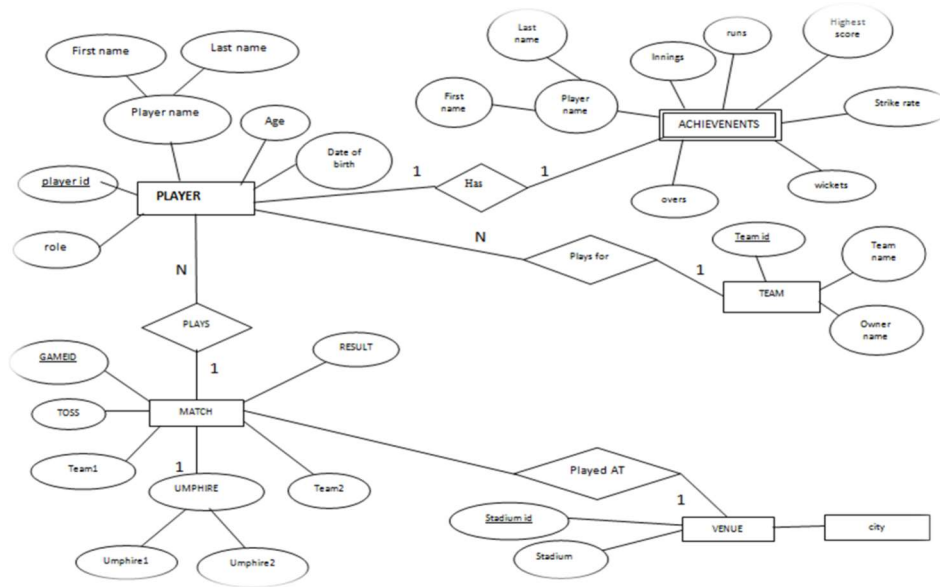 First name
Last name
Player name
Age
Date of
birth
player id
PLAYER
role
Last
name
First
name
Player
name
Innings
runs
Highest
score
Strike rate
ACHIEVENENTS
overs
wickets
1
Has
1
N
Plays for
1
Team id
Team
name
TEAM
Owner
name
N
PLAYS
1
GAMEID
RESULT
TOSS
MATCH
Team1
1
UMPHIRE
Team2
Umphire1
Umphire2
Played AT
1
Stadium id
Stadium
VENUE
city